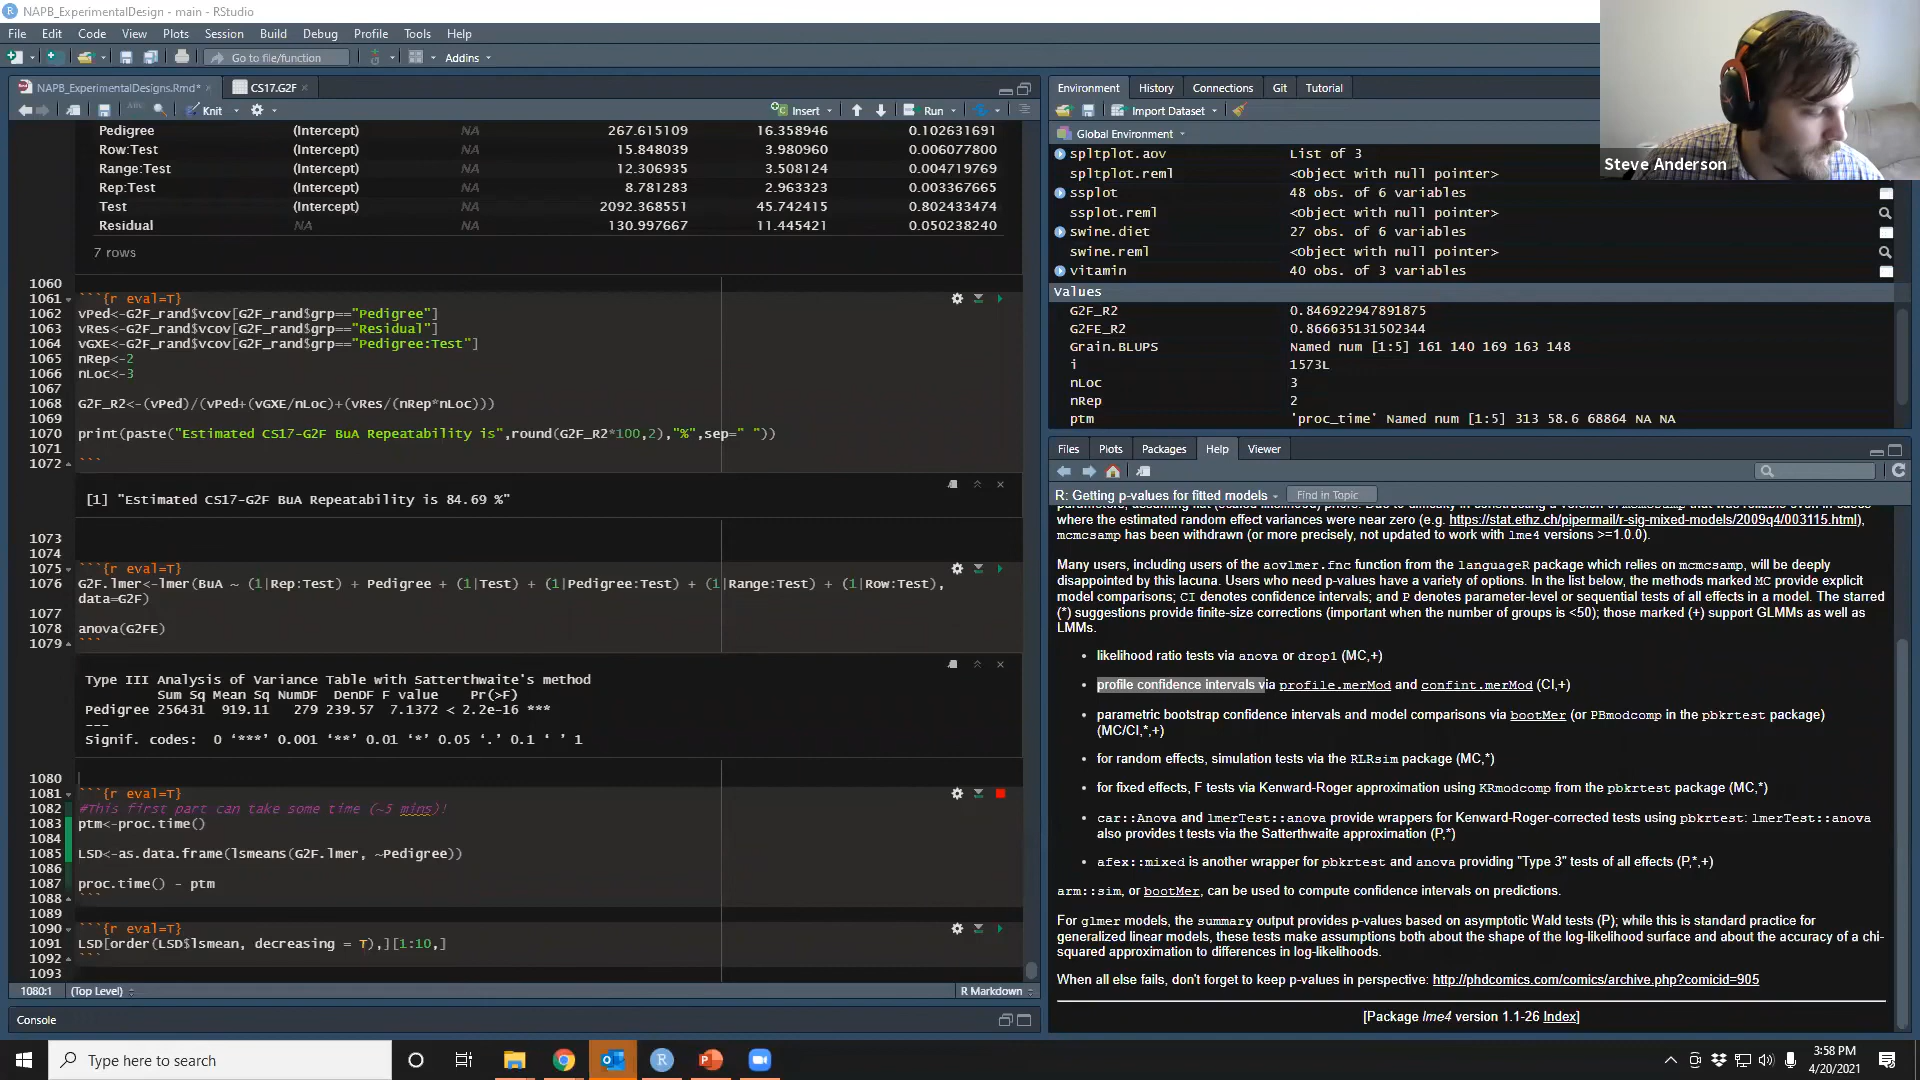 NAPB_ExperimentalDesign - main - RStudio
File Edit Code View Plots Session Build Debug Profile Tools Help
Go to file/function Addins
NAPB_ExperimentalDesigns.Rmd* CS17.G2F
Knit Insert Run
Pedigree (Intercept) NA 267.615109 16.358946 0.102631691
Row:Test (Intercept) NA 15.848039 3.980960 0.006077800
Range:Test (Intercept) NA 12.306935 3.508124 0.004719769
Rep:Test (Intercept) NA 8.781283 2.963323 0.003367665
Test (Intercept) NA 2092.368551 45.742415 0.802433474
Residual NA NA 130.997667 11.445421 0.050238240
7 rows
1060
1061 ```{r eval=T}
1062 vPed<-G2F_rand$vcov[G2F_rand$grp=="Pedigree"]
1063 vRes<-G2F_rand$vcov[G2F_rand$grp=="Residual"]
1064 vGXE<-G2F_rand$vcov[G2F_rand$grp=="Pedigree:Test"]
1065 nRep<-2
1066 nLoc<-3
1067
1068 G2F_R2<-(vPed)/(vPed+(vGXE/nLoc)+(vRes/(nRep*nLoc)))
1069
1070 print(paste("Estimated CS17-G2F BuA Repeatability is",round(G2F_R2*100,2),"%",sep=" "))
1071
1072 ```
[1] "Estimated CS17-G2F BuA Repeatability is 84.69 %"
1073
1074
1075 ```{r eval=T}
1076 G2F.lmer<-lmer(BuA ~ (1|Rep:Test) + Pedigree + (1|Test) + (1|Pedigree:Test) + (1|Range:Test) + (1|Row:Test),
data=G2F)
1077
1078 anova(G2FE)
1079 ```
Type III Analysis of Variance Table with Satterthwaite's method
Sum Sq Mean Sq NumDF DenDF F value Pr(>F)
Pedigree 256431 919.11 279 239.57 7.1372 < 2.2e-16 ***
---
Signif. codes: 0 ‘***’ 0.001 ‘**’ 0.01 ‘*’ 0.05 ‘.’ 0.1 ‘ ’ 1
1080
1081 ```{r eval=T}
1082 #This first part can take some time (~5 mins)!
1083 ptm<-proc.time()
1084
1085 LSD<-as.data.frame(lsmeans(G2F.lmer, ~Pedigree))
1086
1087 proc.time() - ptm
1088 ```
1089
1090 ```{r eval=T}
1091 LSD[order(LSD$lsmean, decreasing = T),][1:10,]
1092 ```
1093
1080:1 (Top Level) R Markdown
Console
Environment History Connections Git Tutorial
Import Dataset
Global Environment
spltplot.aov List of 3
spltplot.reml <Object with null pointer>
ssplot 48 obs. of 6 variables
ssplot.reml <Object with null pointer>
swine.diet 27 obs. of 6 variables
swine.reml <Object with null pointer>
vitamin 40 obs. of 3 variables
Values
G2F_R2 0.846922947891875
G2FE_R2 0.866635131502344
Grain.BLUPS Named num [1:5] 161 140 169 163 148
i 1573L
nLoc 3
nRep 2
ptm 'proc_time' Named num [1:5] 313 58.6 68864 NA NA
Steve Anderson
Files Plots Packages Help Viewer
R: Getting p-values for fitted models Find in Topic
where the estimated random effect variances were near zero (e.g. https://stat.ethz.ch/pipermail/r-sig-mixed-models/2009q4/003115.html),
mcmcsamp has been withdrawn (or more precisely, not updated to work with lme4 versions >=1.0.0).
Many users, including users of the aovlmer.fnc function from the languageR package which relies on mcmcsamp, will be deeply
disappointed by this lacuna. Users who need p-values have a variety of options. In the list below, the methods marked MC provide explicit
model comparisons; CI denotes confidence intervals; and P denotes parameter-level or sequential tests of all effects in a model. The starred
(*) suggestions provide finite-size corrections (important when the number of groups is <50); those marked (+) support GLMMs as well as
LMMs.
• likelihood ratio tests via anova or drop1 (MC,+)
• profile confidence intervals via profile.merMod and confint.merMod (CI,+)
• parametric bootstrap confidence intervals and model comparisons via bootMer (or PBmodcomp in the pbkrtest package)
(MC/CI,*,+)
• for random effects, simulation tests via the RLRsim package (MC,*)
• for fixed effects, F tests via Kenward-Roger approximation using KRmodcomp from the pbkrtest package (MC,*)
• car::Anova and lmerTest::anova provide wrappers for Kenward-Roger-corrected tests using pbkrtest: lmerTest::anova
also provides t tests via the Satterthwaite approximation (P,*)
• afex::mixed is another wrapper for pbkrtest and anova providing "Type 3" tests of all effects (P,*,+)
arm::sim, or bootMer, can be used to compute confidence intervals on predictions.
For glmer models, the summary output provides p-values based on asymptotic Wald tests (P); while this is standard practice for
generalized linear models, these tests make assumptions both about the shape of the log-likelihood surface and about the accuracy of a chi-
squared approximation to differences in log-likelihoods.
When all else fails, don't forget to keep p-values in perspective: http://phdcomics.com/comics/archive.php?comicid=905
[Package lme4 version 1.1-26 Index]
Type here to search
3:58 PM
4/20/2021